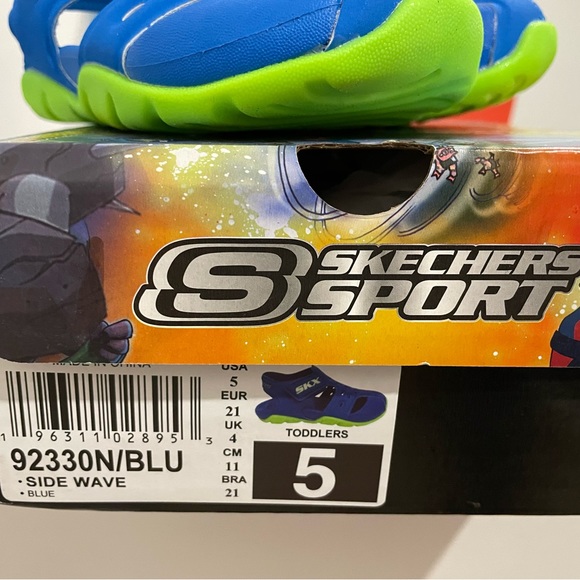 S SKECHERS
SPORT
MADE IN CHINA
USA
5
EUR
21
UK
4
CM
11
BRA
21
SKX
TODDLERS
5
1 96311 02895 3
92330N/BLU
• SIDE WAVE
• BLUE